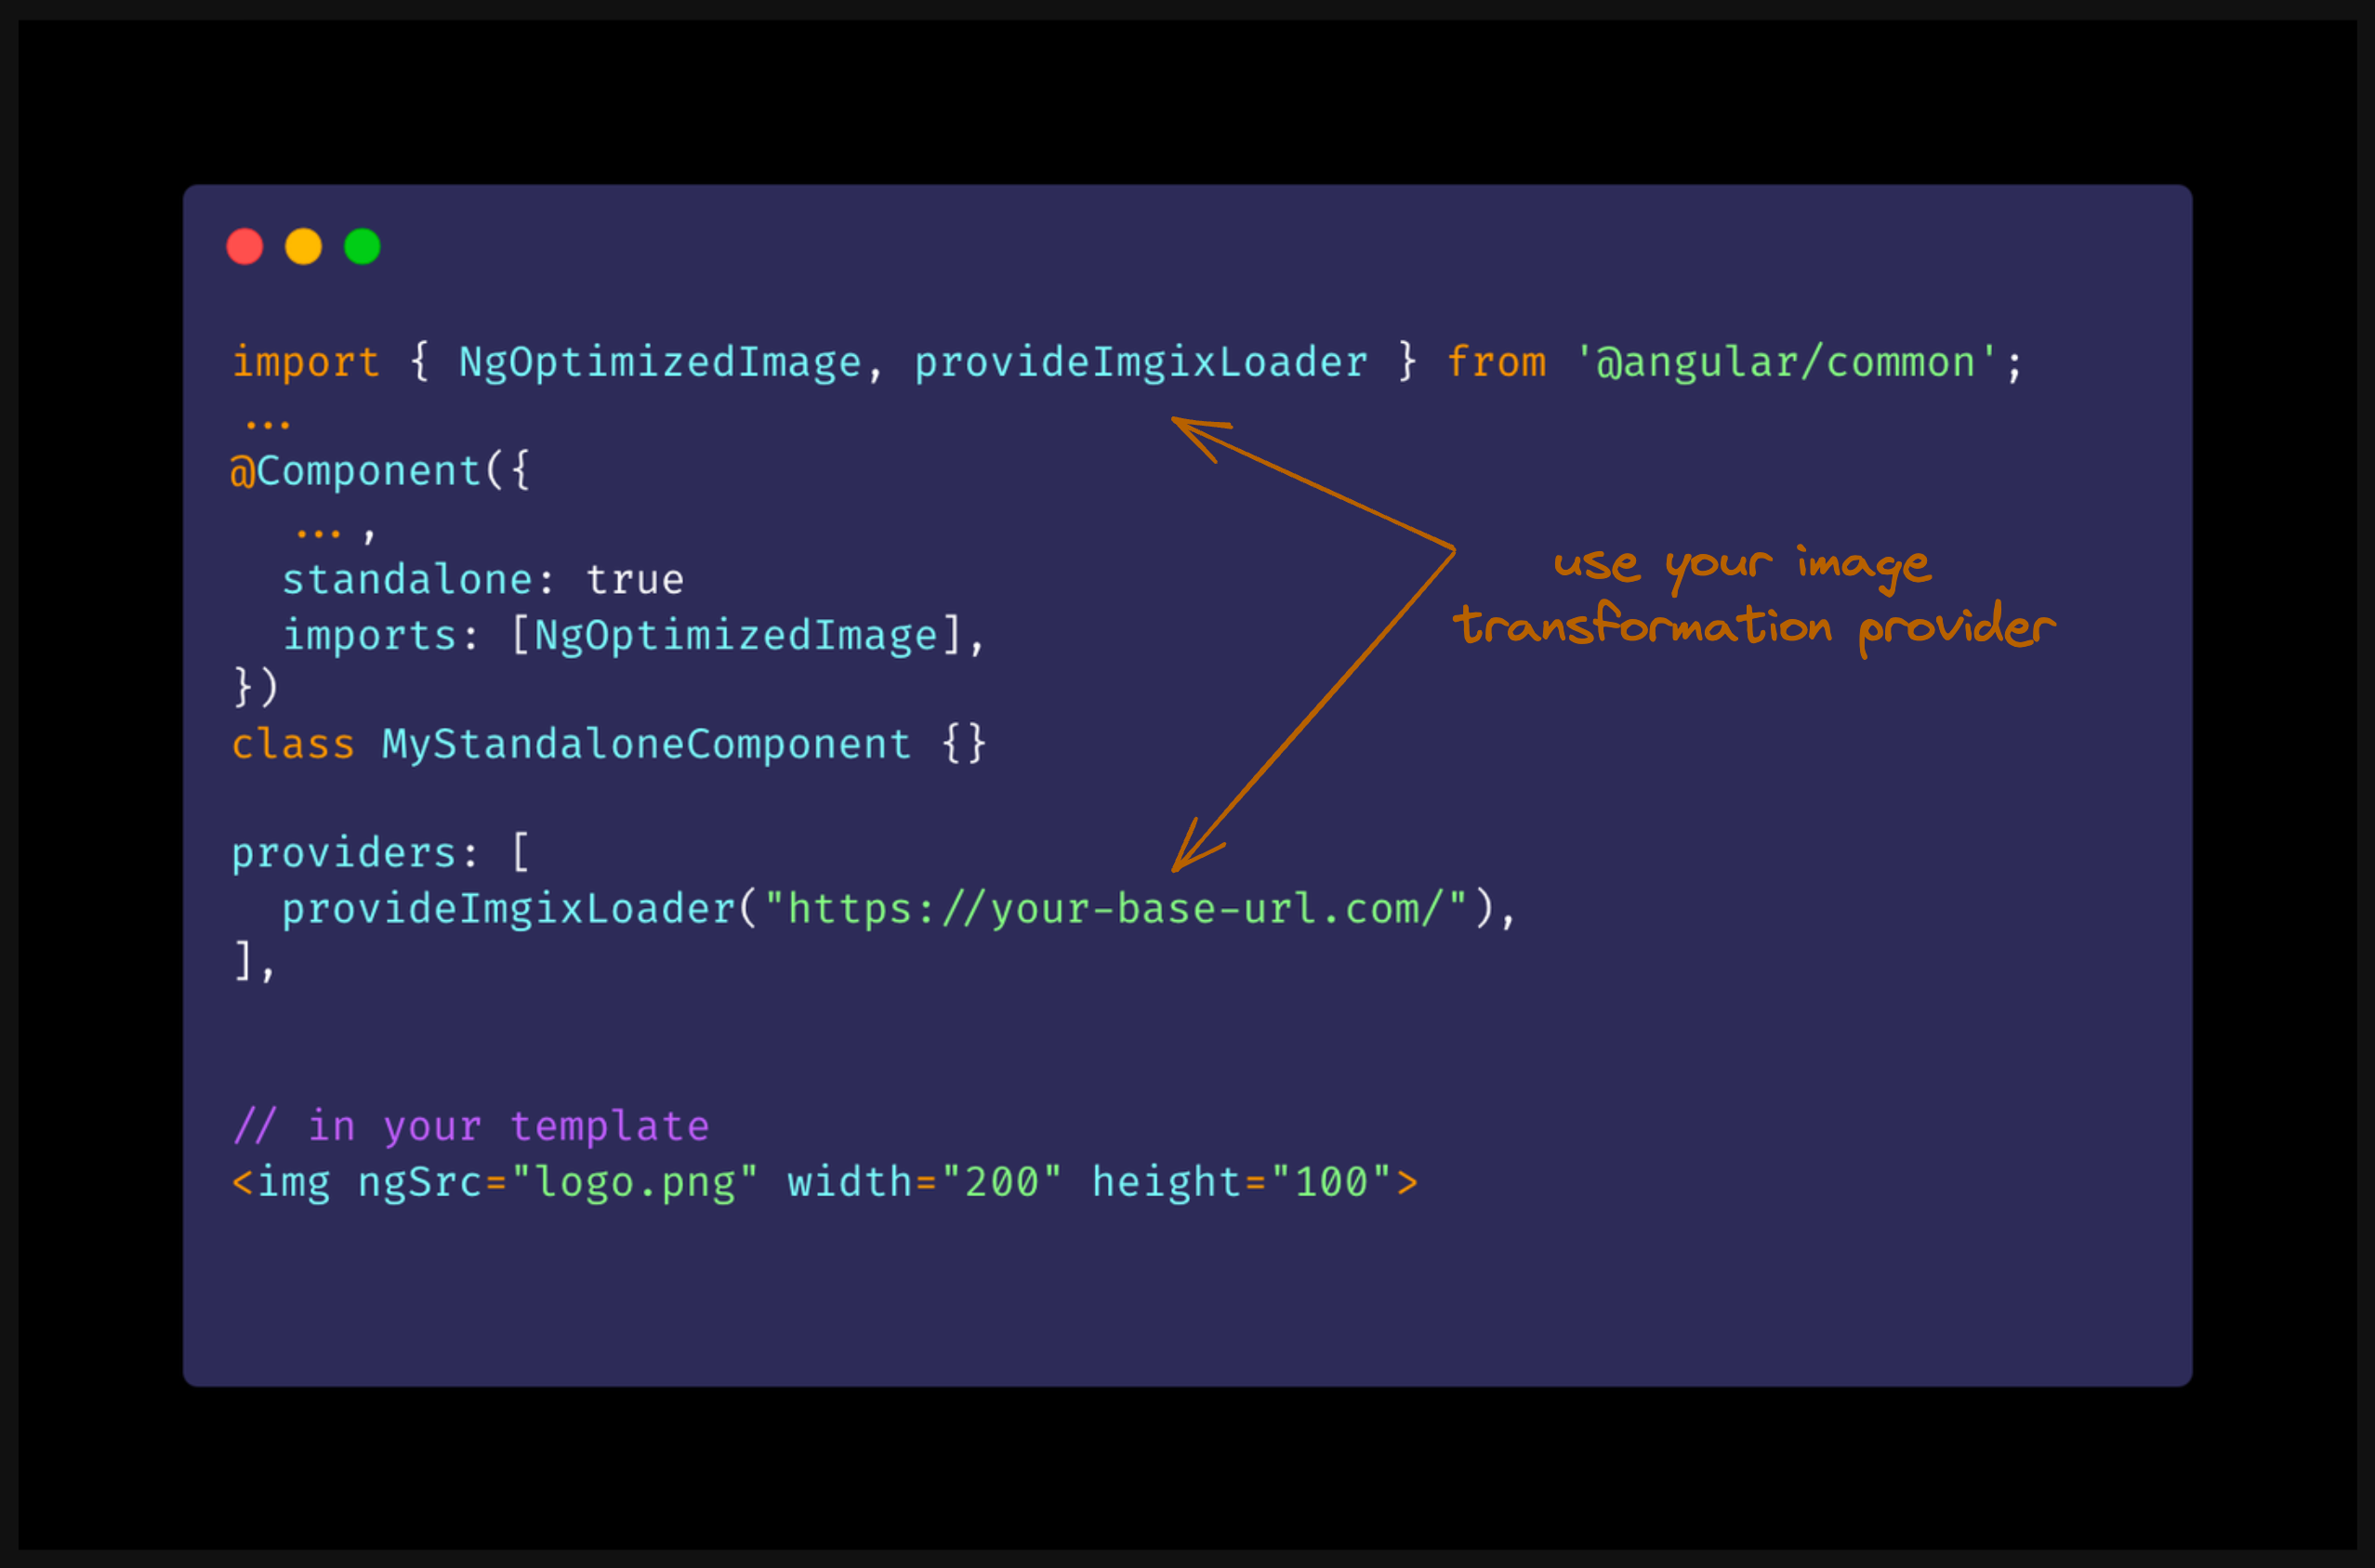 import { NgOptimizedImage, provideImgixLoader } from '@angular/common';
...
@Component({
... ,
standalone: true
imports: [NgOptimizedImage],
})
class MyStandaloneComponent {}
use your image
transformation provider
providers: [
provideImgixLoader("https://your-base-url.com/"),
],
// in your template
<img ngSrc="logo.png" width="200" height="100">